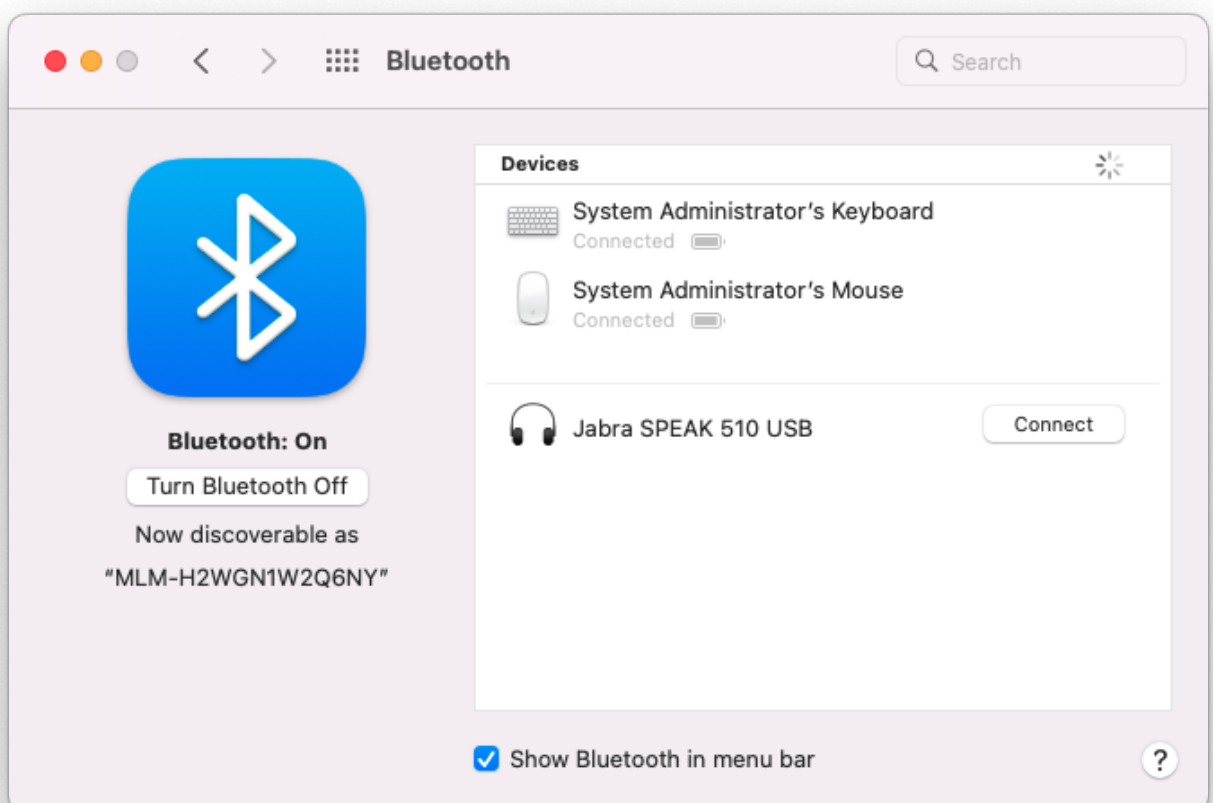 Bluetooth
Search
Bluetooth: On
Turn Bluetooth Off
Now discoverable as
"MLM-H2WGN1W2Q6NY"
Devices
System Administrator's Keyboard
Connected
System Administrator's Mouse
Connected
Jabra SPEAK 510 USB
Connect
Show Bluetooth in menu bar
?